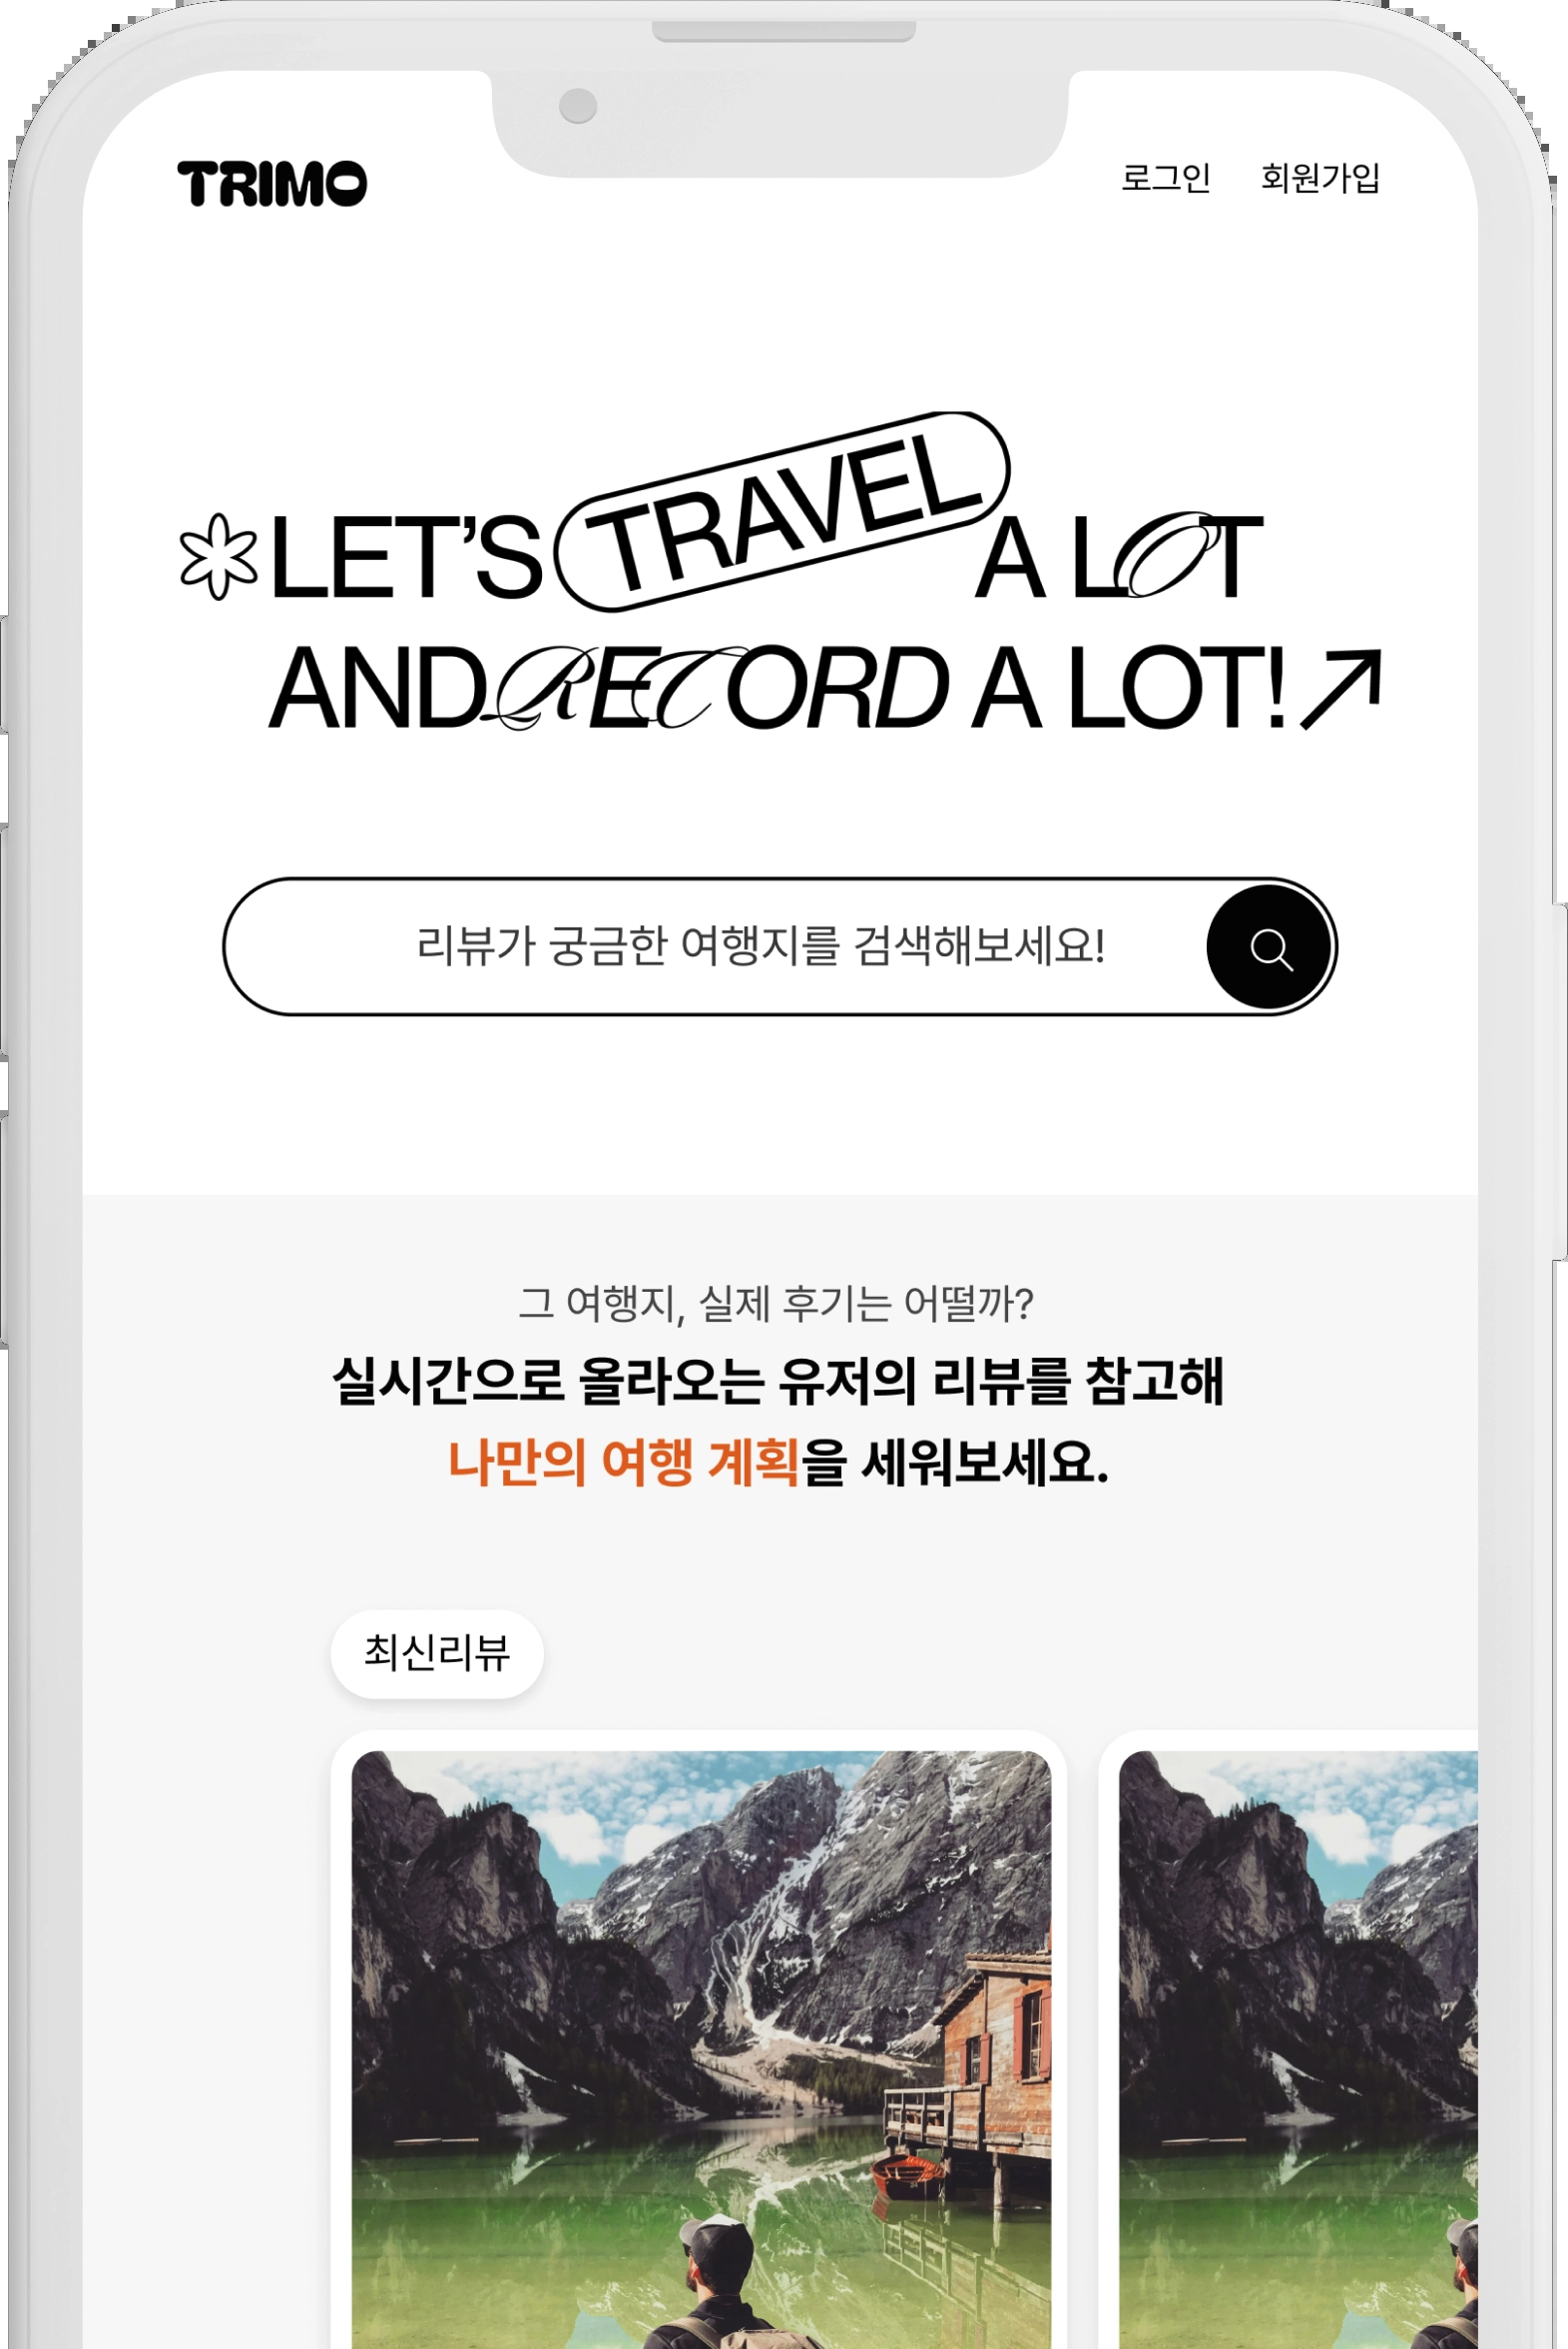 TRIMO
로그인 회원가입
LET'S TRAVEL A LOT
AND RECORD A LOT!
리뷰가 궁금한 여행지를 검색해보세요!
그 여행지, 실제 후기는 어떨까?
실시간으로 올라오는 유저의 리뷰를 참고해
나만의 여행 계획을 세워보세요.
최신리뷰